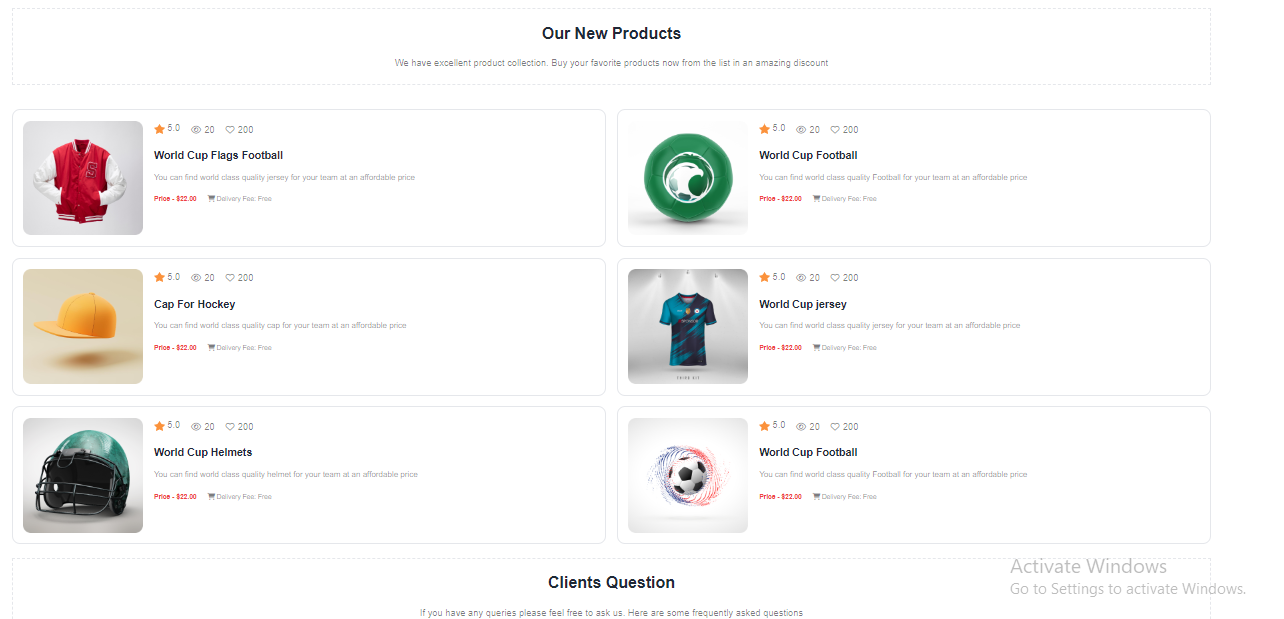 Our New Products
We have excellent product collection. Buy your favorite products now from the list in an amazing discount
5.0 20 200
World Cup Flags Football
You can find world class quality jersey for your team at an affordable price
Price - $22.00 Delivery Fee: Free
5.0 20 200
World Cup Football
You can find world class quality Football for your team at an affordable price
Price - $22.00 Delivery Fee: Free
5.0 20 200
Cap For Hockey
You can find world class quality cap for your team at an affordable price
Price - $22.00 Delivery Fee: Free
5.0 20 200
World Cup jersey
You can find world class quality jersey for your team at an affordable price
Price - $22.00 Delivery Fee: Free
5.0 20 200
World Cup Helmets
You can find world class quality helmet for your team at an affordable price
Price - $22.00 Delivery Fee: Free
5.0 20 200
World Cup Football
You can find world class quality Football for your team at an affordable price
Price - $22.00 Delivery Fee: Free
Clients Question
If you have any queries please feel free to ask us. Here are some frequently asked questions
Activate Windows
Go to Settings to activate Windows.